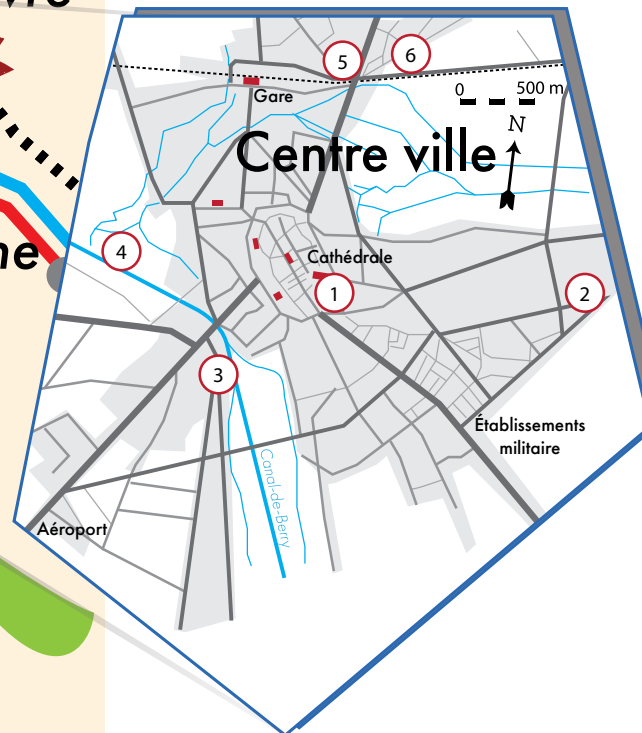 5
6
Gare
0 500 m
N
Centre ville
ne
4
Cathédrale
1
2
3
Établissements
militaire
Canal-de-Berry
Aéroport